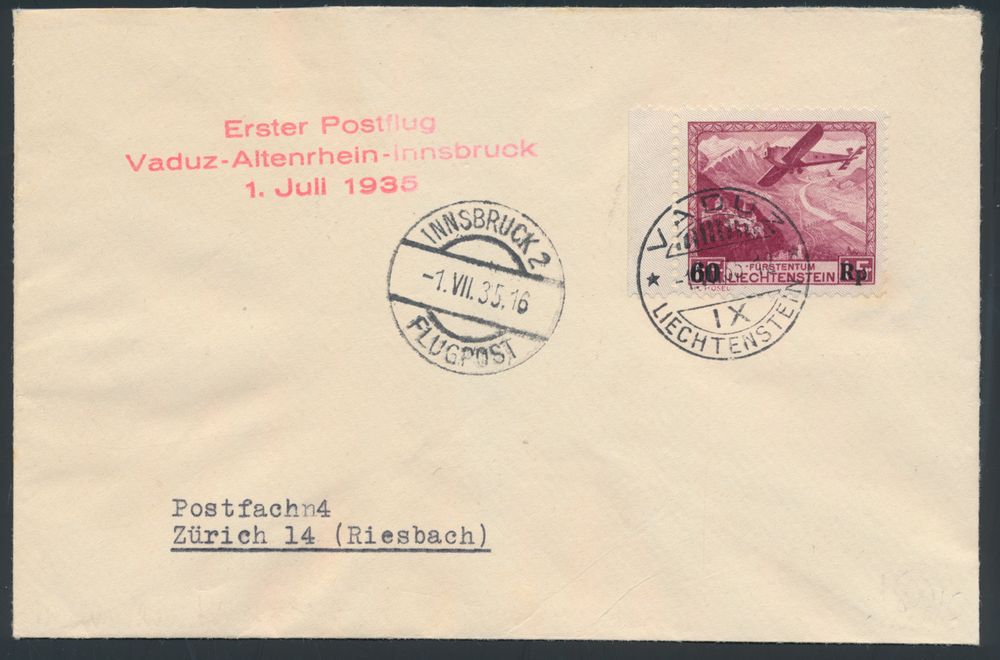 Erster Postflug
Vaduz-Altenrhein-Innsbruck
1. Juli 1935
INNSBRUCK 2
-1.VII.35.16
FLUGPOST
VADUZ
IX
LIECHTENSTEIN
60 Rp
FÜRSTENTUM
LIECHTENSTEIN
Postfachn4
Zürich 14 (Riesbach)